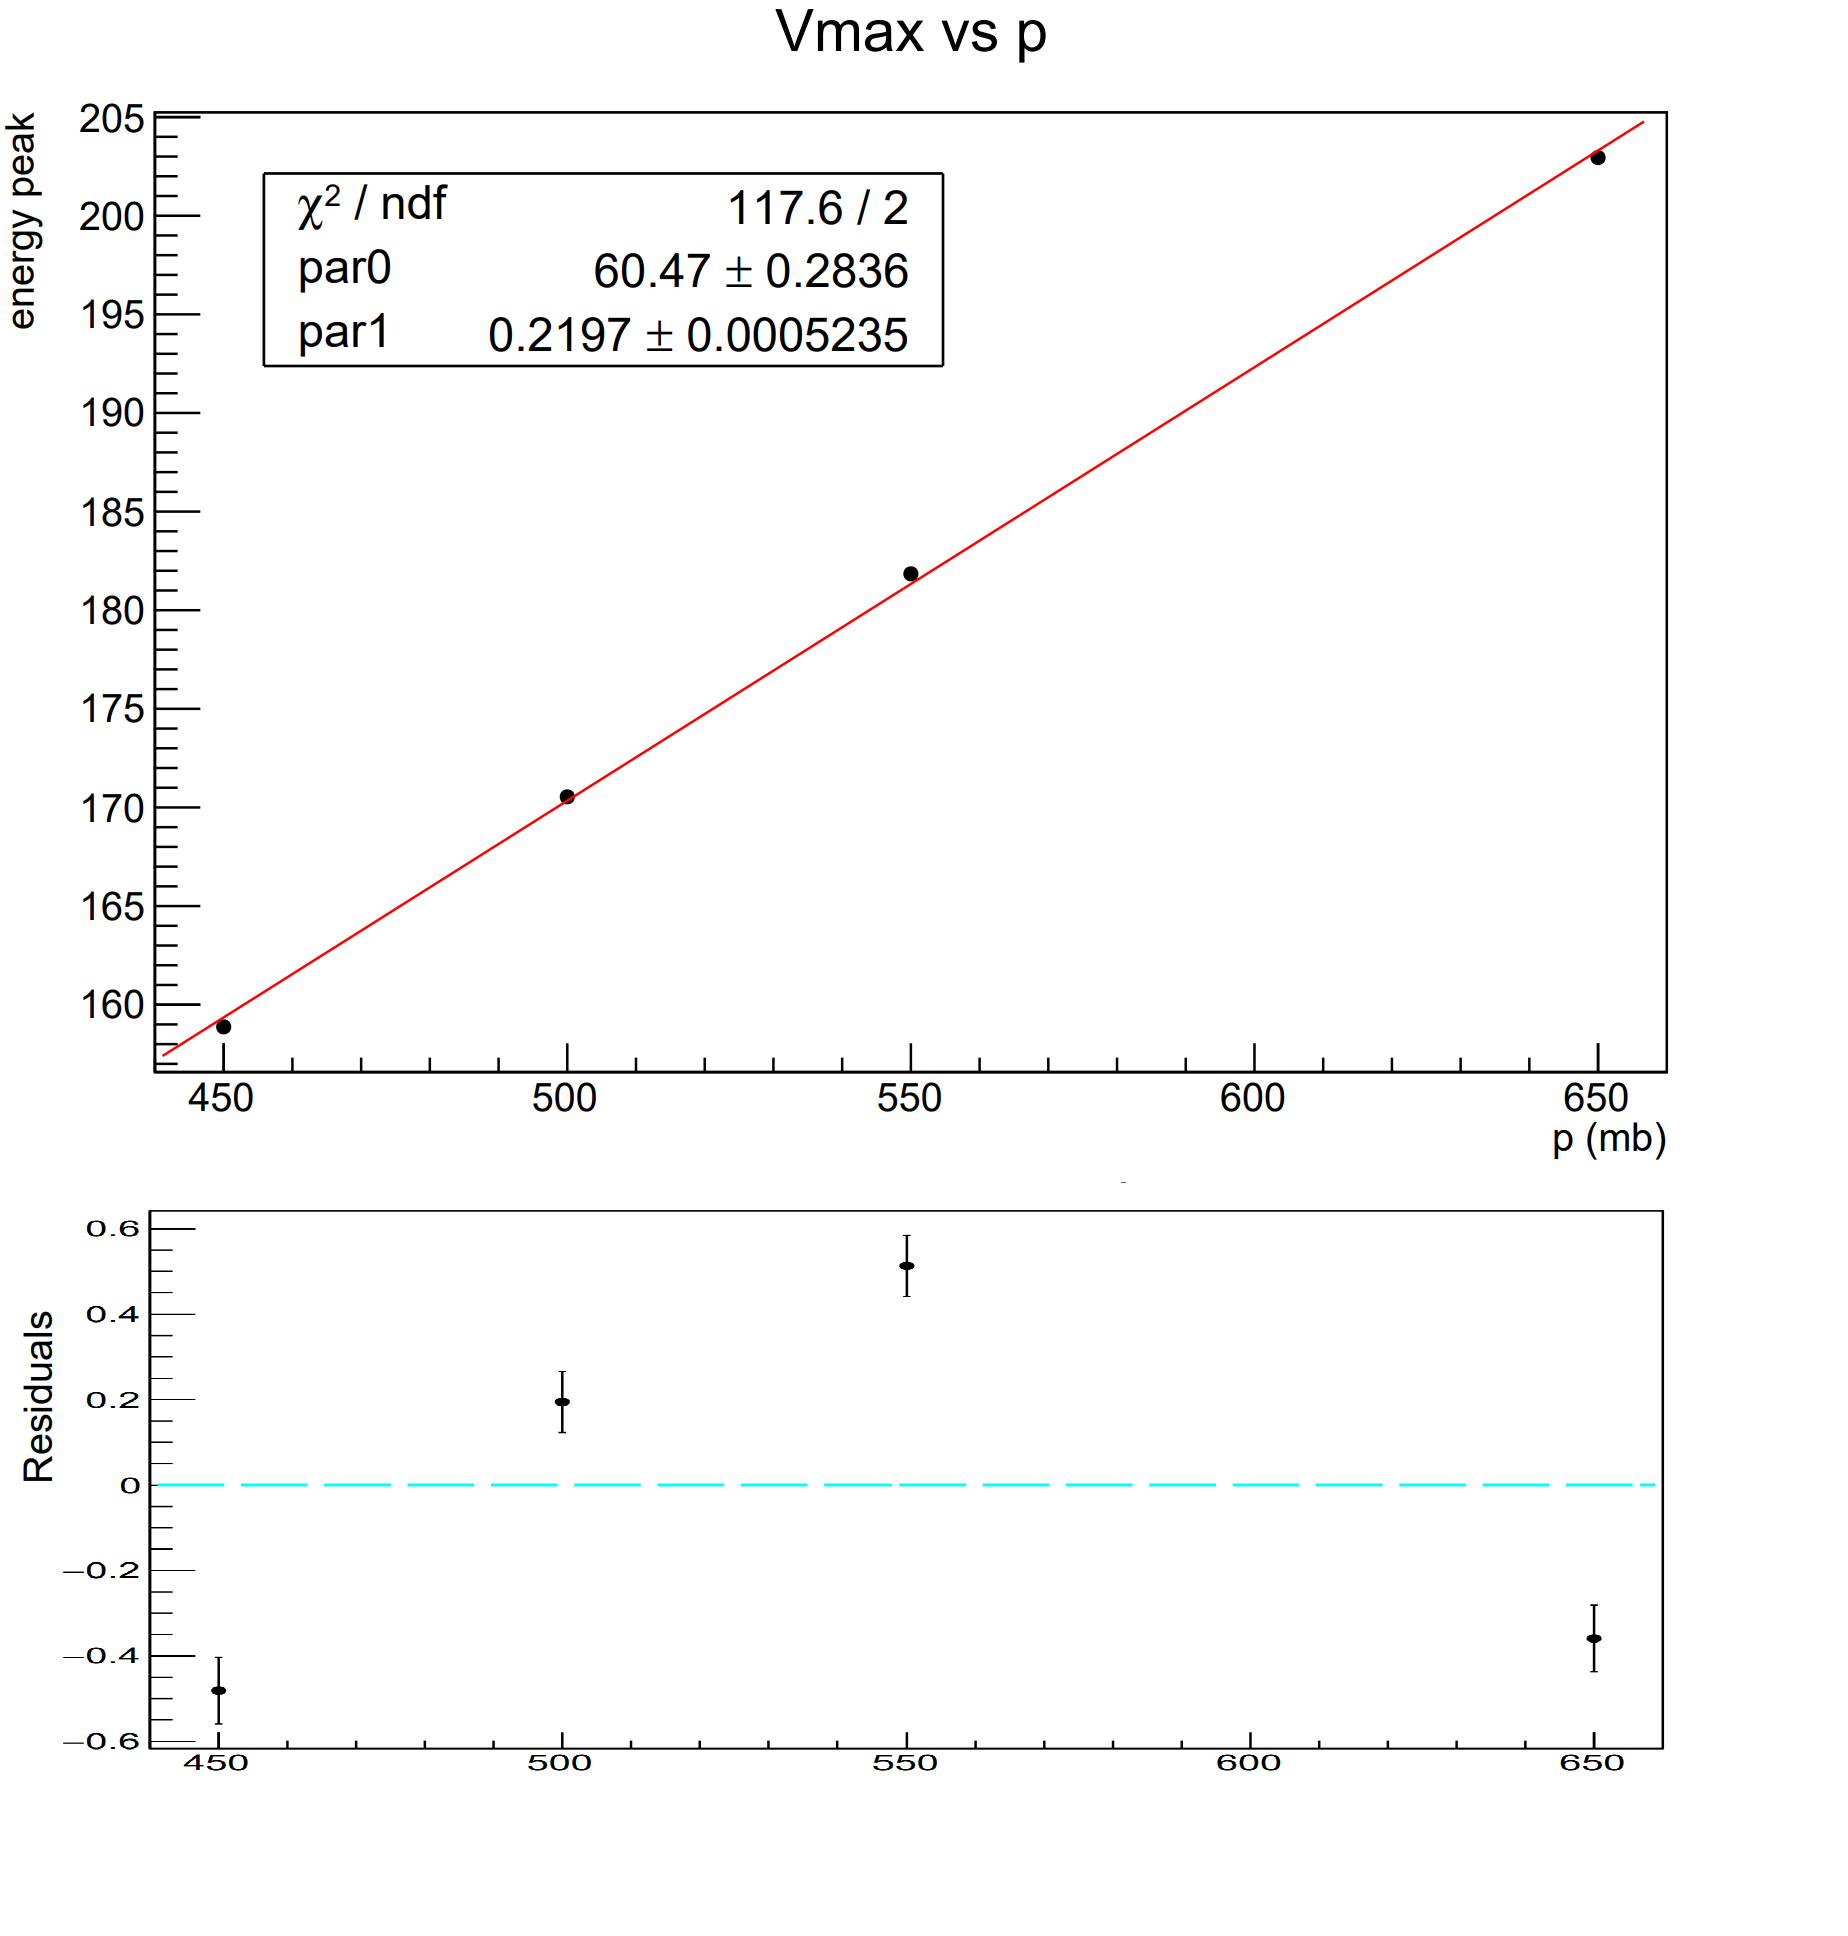 Vmax vs p
energy peak
205
200
195
190
185
180
175
170
165
160
χ² / ndf 117.6 / 2
par0 60.47 ± 0.2836
par1 0.2197 ± 0.0005235
450 500 550 600 650
p (mb)
Residuals
0.6
0.4
0.2
0
−0.2
−0.4
−0.6
450 500 550 600 650